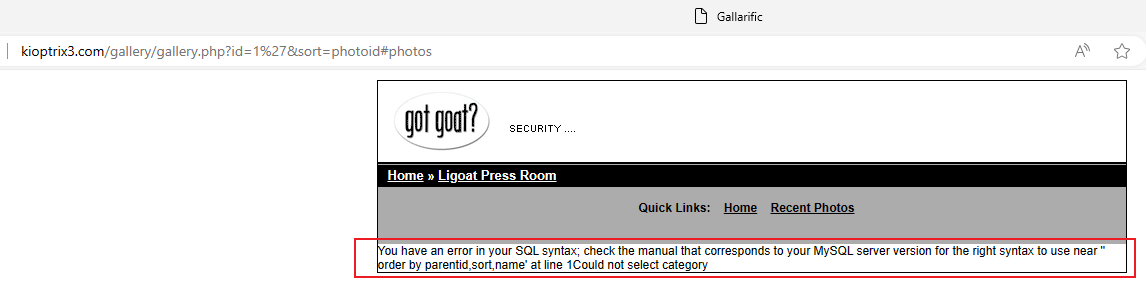 Gallarific
kioptrix3.com/gallery/gallery.php?id=1%27&sort=photoid#photos
got goat?
SECURITY ....
Home » Ligoat Press Room
Quick Links: Home Recent Photos
You have an error in your SQL syntax; check the manual that corresponds to your MySQL server version for the right syntax to use near ''
order by parentid,sort,name' at line 1Could not select category